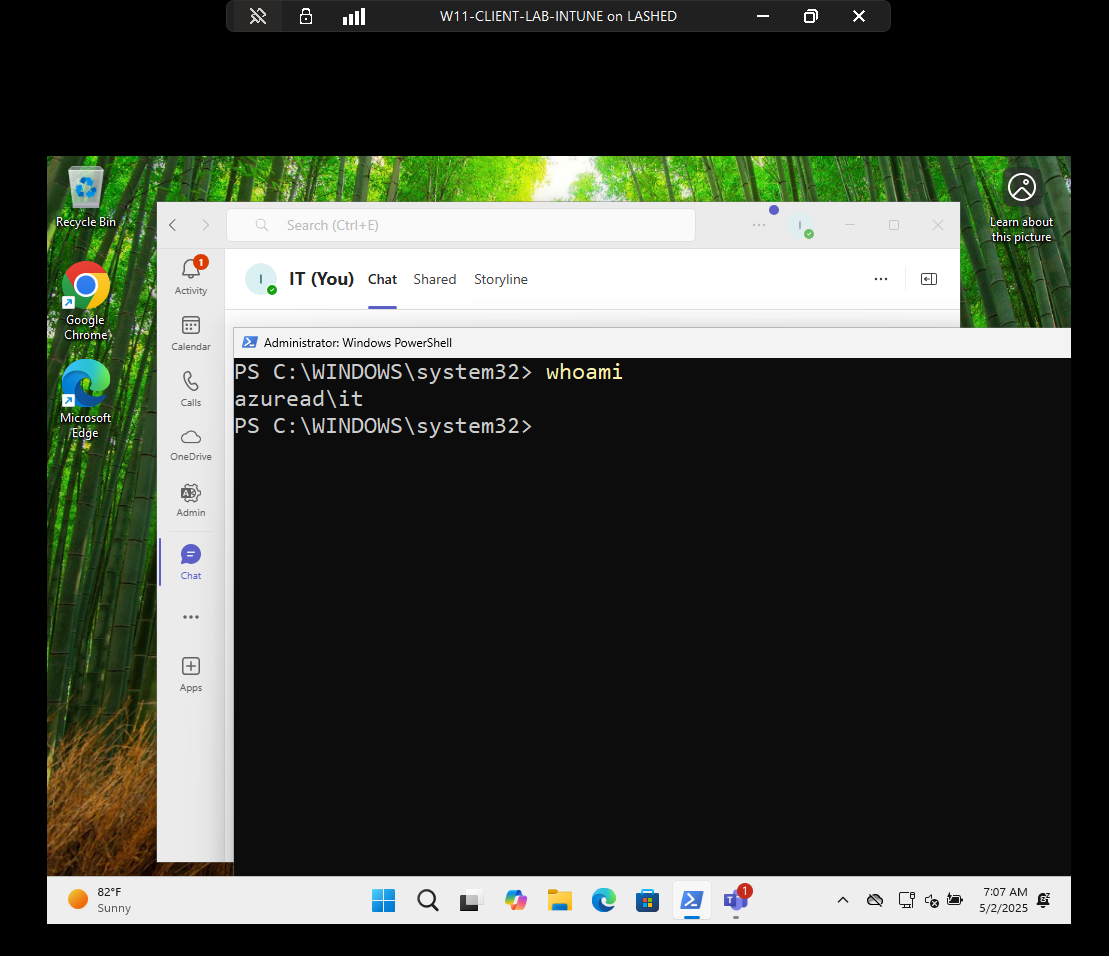 W11-CLIENT-LAB-INTUNE on LASHED
Recycle Bin
Learn about
this picture
Search (Ctrl+E)
I
1
Activity
I
IT (You)
Chat
Shared
Storyline
Google
Chrome
Calendar
Administrator: Windows PowerShell
PS C:\WINDOWS\system32> whoami
azuread\it
PS C:\WINDOWS\system32>
Calls
Microsoft
Edge
OneDrive
Admin
Chat
Apps
82°F
Sunny
1
7:07 AM
5/2/2025